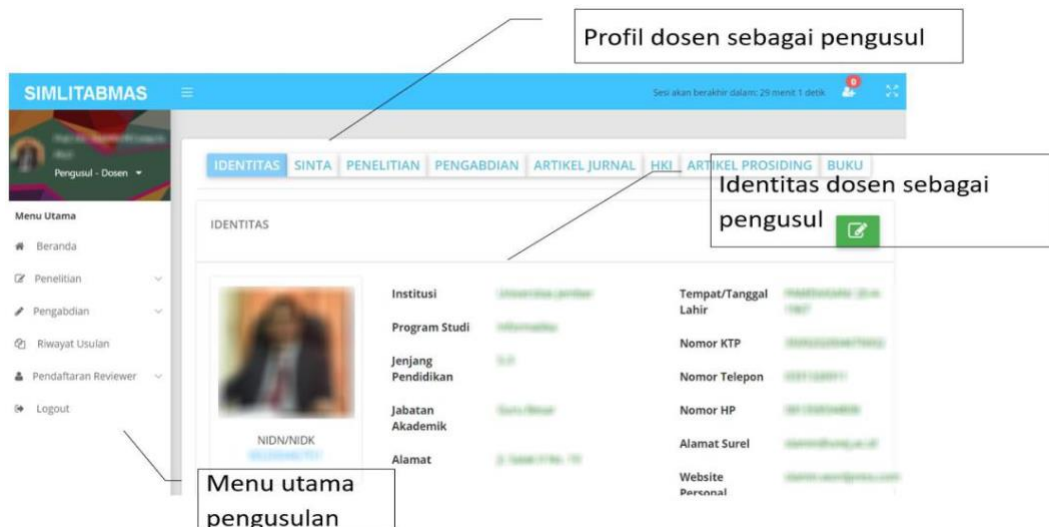 Profil dosen sebagai pengusul
SIMLITABMAS
Sesi akan berakhir dalam: 29 menit 1 detik
0
Pengusul - Dosen
IDENTITAS SINTA PENELITIAN PENGABDIAN ARTIKEL JURNAL HKI ARTIKEL PROSIDING BUKU
Identitas dosen sebagai
pengusul
Menu Utama
Beranda
Penelitian
Pengabdian
Riwayat Usulan
Pendaftaran Reviewer
Logout
IDENTITAS
NIDN/NIDK
Institusi
Program Studi
Jenjang
Pendidikan
Jabatan
Akademik
Alamat
Tempat/Tanggal
Lahir
Nomor KTP
Nomor Telepon
Nomor HP
Alamat Surel
Website
Personal
Menu utama
pengusulan